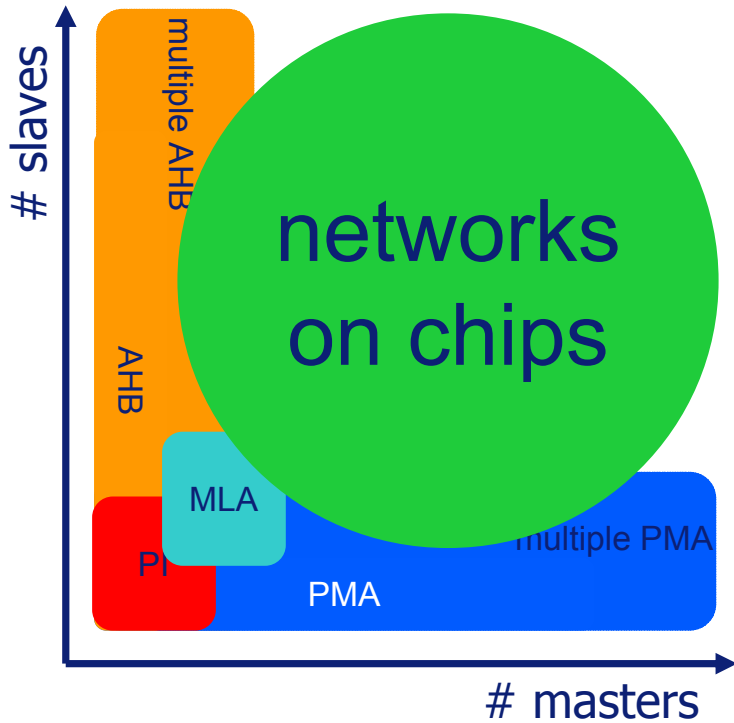 # slaves
multiple AHB
networks
on chips
AHB
MLA
multiple PMA
PI
PMA
# masters